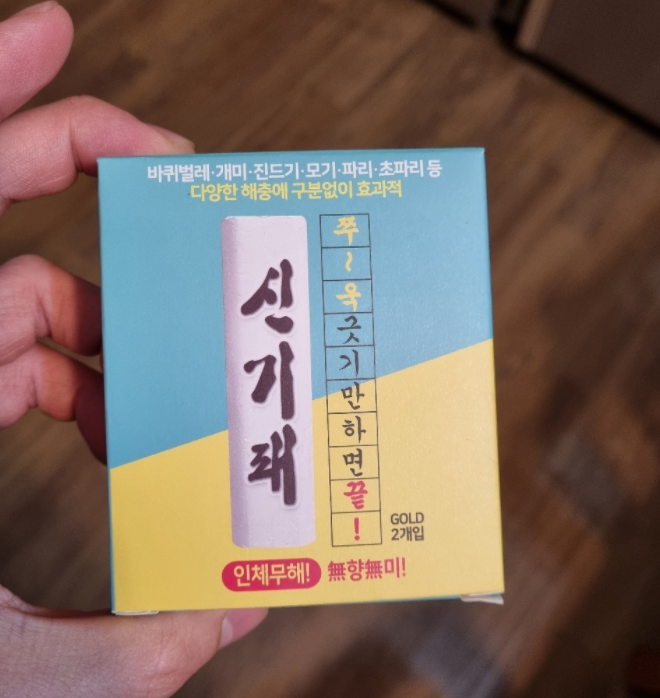 바퀴벌레·개미·진드기·모기·파리·초파리 등
다양한 해충에 구분없이 효과적
신기패
쭈~욱긋기만하면끝!
GOLD
2개입
인체무해! 無향無미!